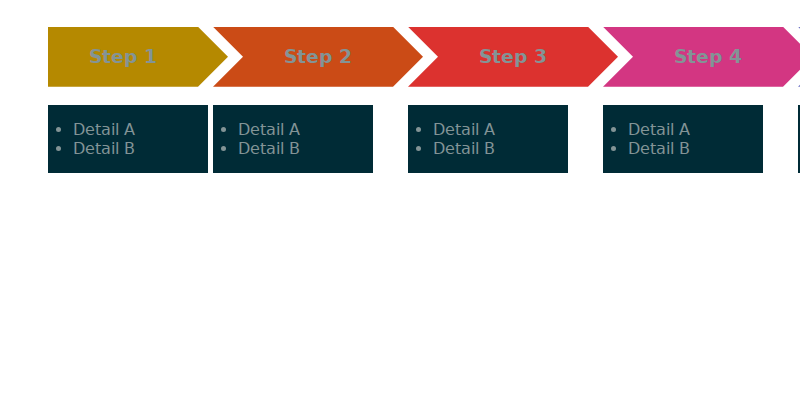 Step 1
Step 2
Step 3
Step 4
• Detail A
• Detail B
• Detail A
• Detail B
• Detail A
• Detail B
• Detail A
• Detail B